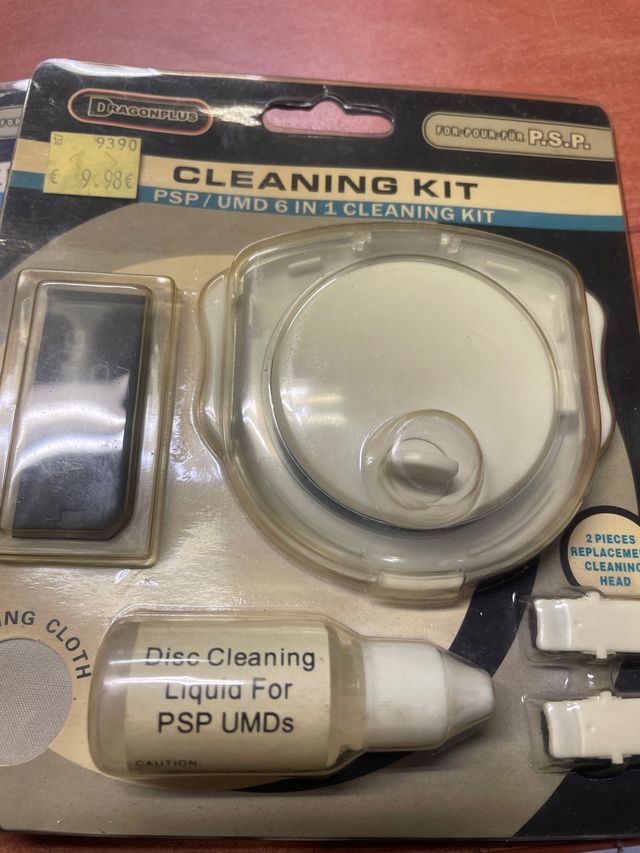 DRAGONPLUS
FOR-POUR-FÜR P.S.P.
9390
€ 9.98€
CLEANING KIT
PSP / UMD 6 IN 1 CLEANING KIT
2 PIECES
REPLACEMEN
CLEANING
HEAD
ING CLOTH
Disc Cleaning
Liquid For
PSP UMDs
CAUTION: